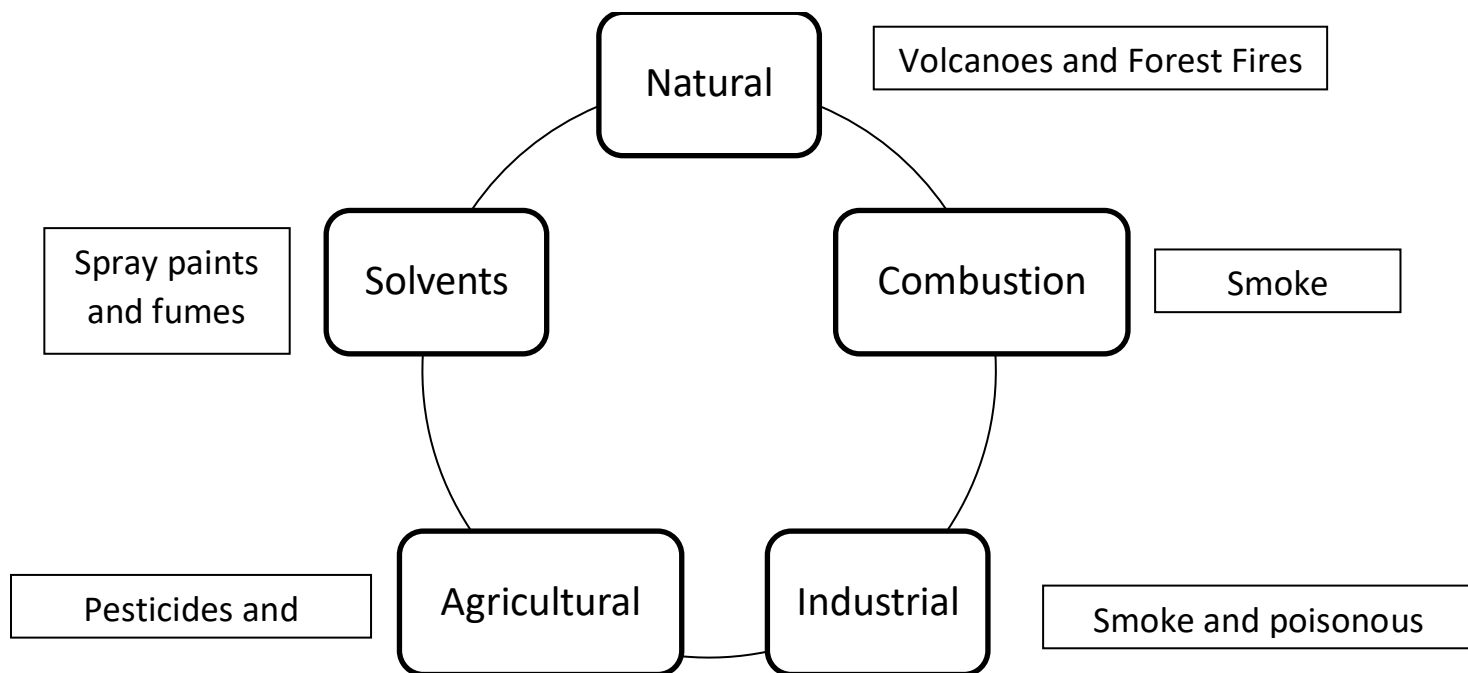 Natural
Volcanoes and Forest Fires
Spray paints
and fumes
Solvents
Combustion
Smoke
Pesticides and
Agricultural
Industrial
Smoke and poisonous